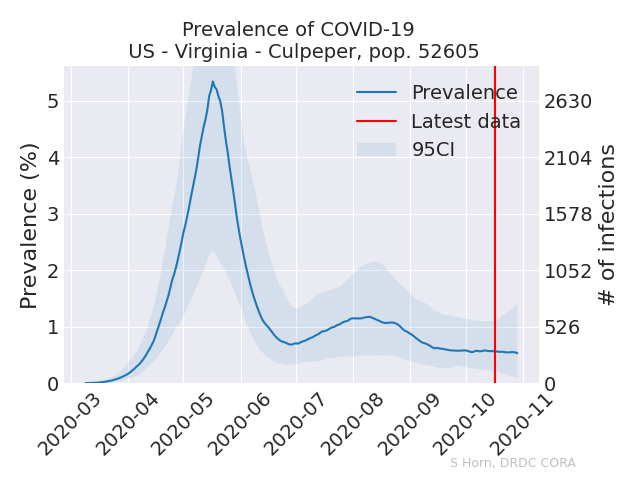 Prevalence of COVID-19
US - Virginia - Culpeper, pop. 52605
Prevalence
Latest data
95CI
Prevalence (%)
5
4
3
2
1
0
2630
2104
1578
1052
526
0
# of infections
2020-03
2020-04
2020-05
2020-06
2020-07
2020-08
2020-09
2020-10
2020-11
S Horn, DRDC CORA